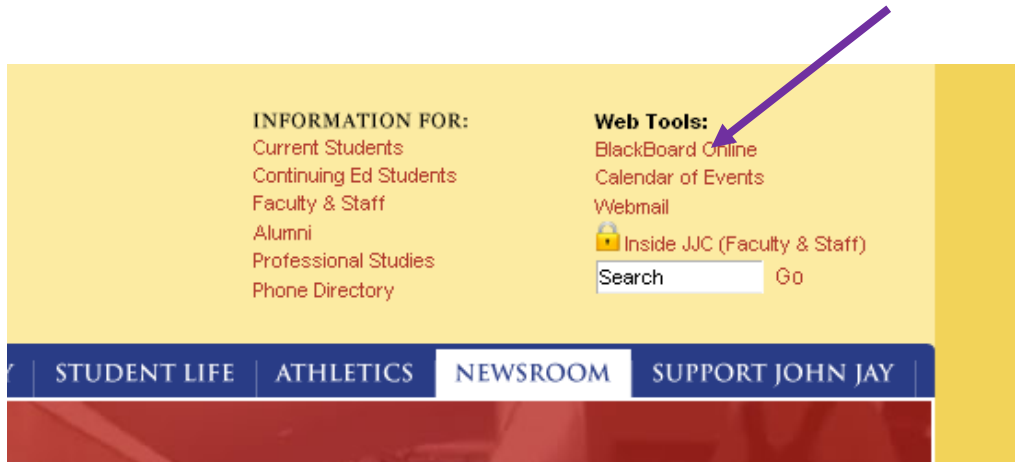 INFORMATION FOR:
Current Students
Continuing Ed Students
Faculty & Staff
Alumni
Professional Studies
Phone Directory
Web Tools:
BlackBoard Online
Calendar of Events
Webmail
Inside JJC (Faculty & Staff)
Search Go
STUDENT LIFE ATHLETICS NEWSROOM SUPPORT JOHN JAY